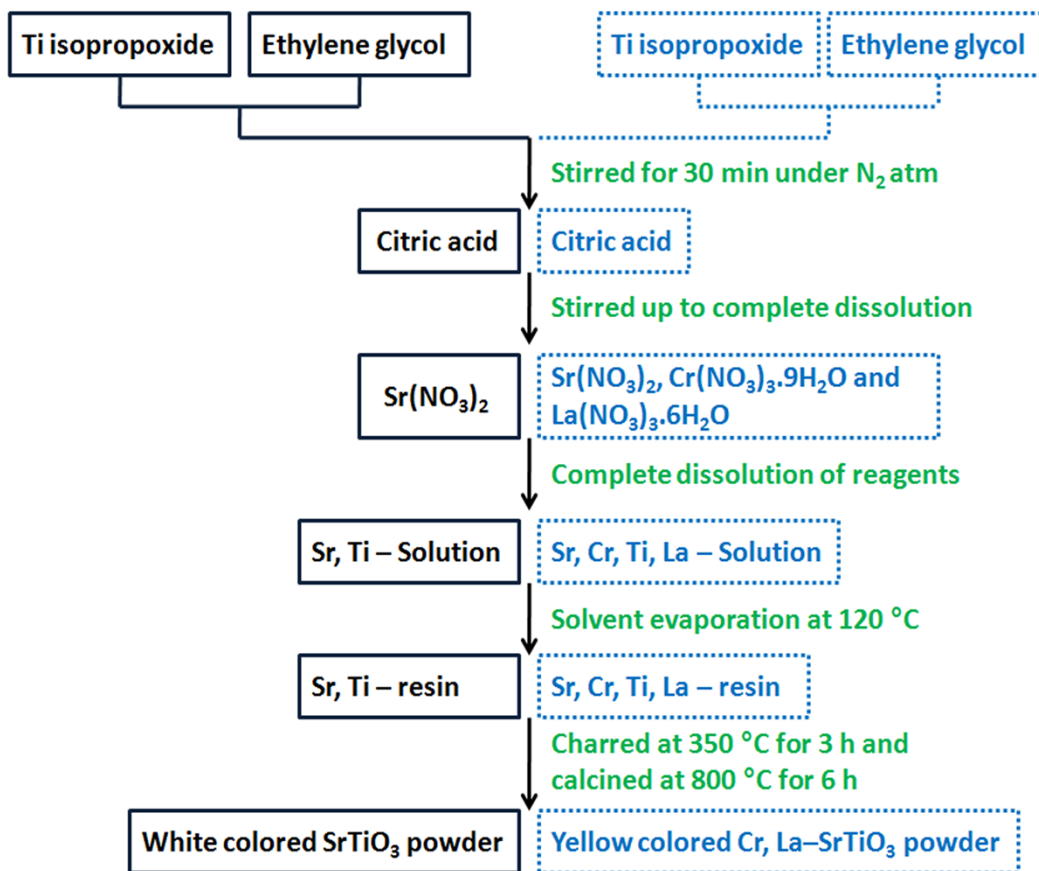 Ti isopropoxide
Ethylene glycol
Ti isopropoxide
Ethylene glycol
Stirred for 30 min under N₂ atm
Citric acid
Citric acid
Stirred up to complete dissolution
Sr(NO₃)₂
Sr(NO₃)₂, Cr(NO₃)₃.9H₂O and
La(NO₃)₃.6H₂O
Complete dissolution of reagents
Sr, Ti – Solution
Sr, Cr, Ti, La – Solution
Solvent evaporation at 120 °C
Sr, Ti – resin
Sr, Cr, Ti, La – resin
Charred at 350 °C for 3 h and
calcined at 800 °C for 6 h
White colored SrTiO₃ powder
Yellow colored Cr, La–SrTiO₃ powder